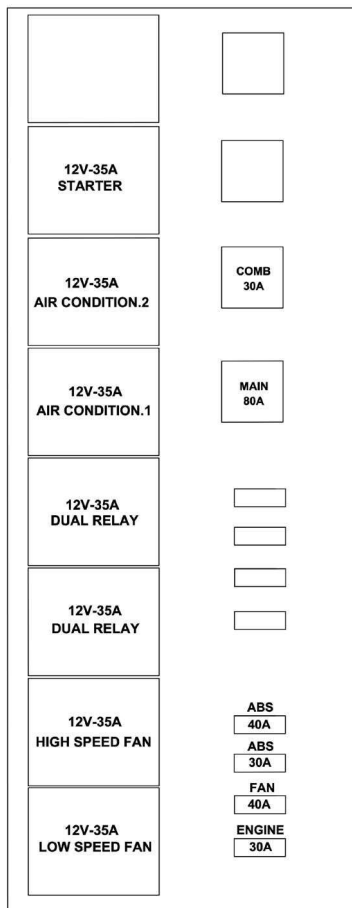 12V-35A
STARTER
12V-35A
AIR CONDITION.2
COMB
30A
12V-35A
AIR CONDITION.1
MAIN
80A
12V-35A
DUAL RELAY
12V-35A
DUAL RELAY
12V-35A
HIGH SPEED FAN
ABS
40A
ABS
30A
12V-35A
LOW SPEED FAN
FAN
40A
ENGINE
30A